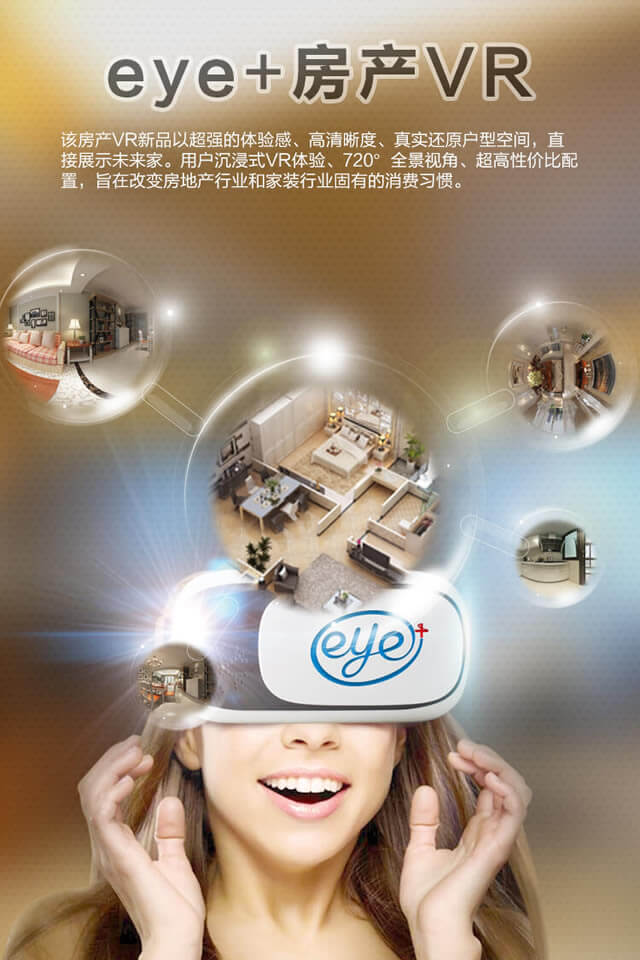 eye+房产VR
该房产VR新品以超强的体验感、高清晰度、真实还原户型空间，直
接展示未来家。用户沉浸式VR体验、720°全景视角、超高性价比配
置，旨在改变房地产行业和家装行业固有的消费习惯。
eye+